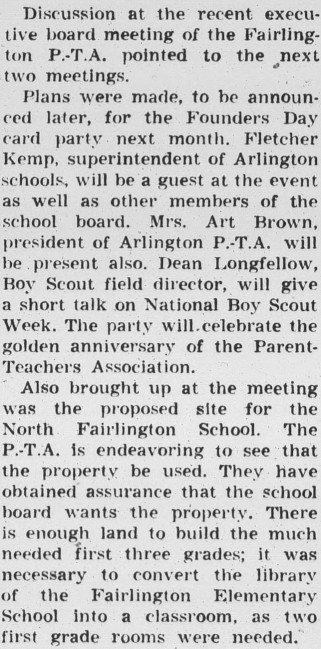 Discussion at the recent execu-
tive board meeting of the Fairling-
ton P.-T.A. pointed to the next
two meetings.
Plans were made, to be announ-
ced later, for the Founders Day
card party next month. Fletcher
Kemp, superintendent of Arlington
schools, will be a guest at the event
as well as other members of the
school board. Mrs. Art Brown,
president of Arlington P.-T.A. will
be present also. Dean Longfellow,
Boy Scout field director, will give
a short talk on National Boy Scout
Week. The party will celebrate the
golden anniversary of the Parent-
Teachers Association.
Also brought up at the meeting
was the proposed site for the
North Fairlington School. The
P.-T.A. is endeavoring to see that
the property be used. They have
obtained assurance that the school
board wants the property. There
is enough land to build the much
needed first three grades; it was
necessary to convert the library
of the Fairlington Elementary
School into a classroom, as two
first grade rooms were needed.